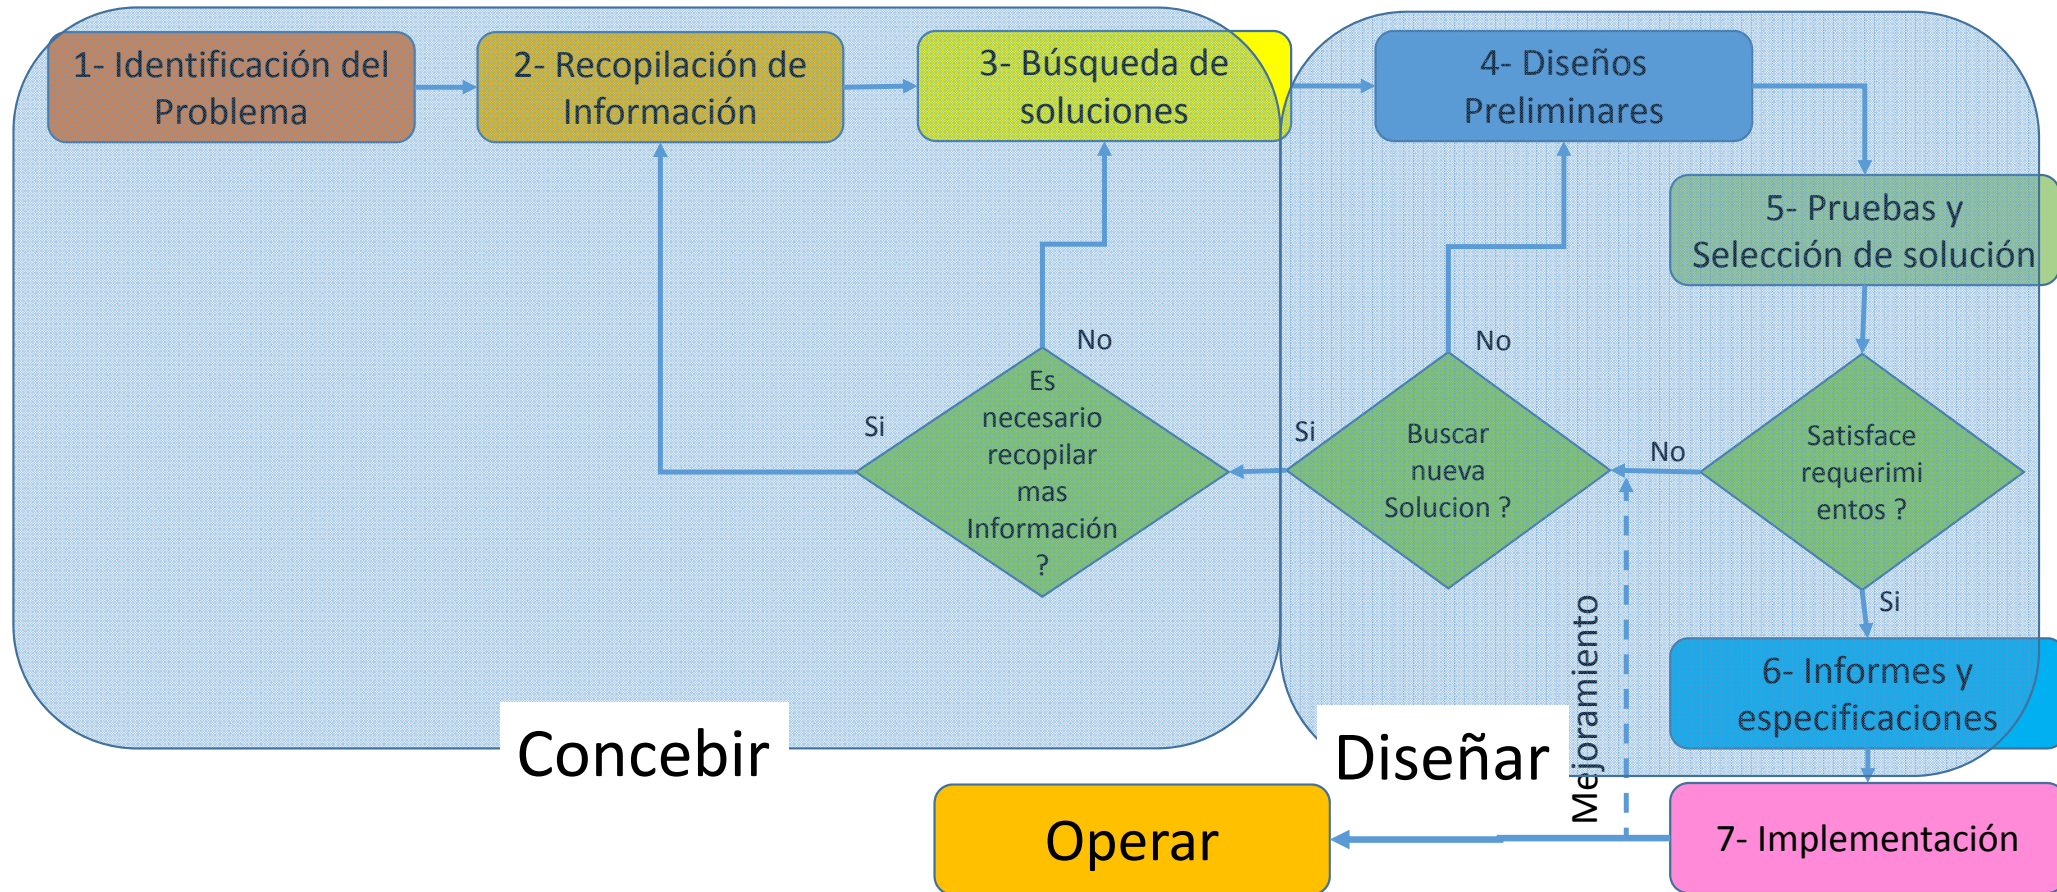 1- Identificación del
Problema
2- Recopilación de
Información
3- Búsqueda de
soluciones
4- Diseños
Preliminares
5- Pruebas y
Selección de solución
No
Es
necesario
recopilar
mas
Información
?
Si
No
Buscar
nueva
Solucion ?
Si
No
Satisface
requerimi
entos ?
Si
6- Informes y
especificaciones
Concebir
Diseñar
Mejoramiento
Operar
7- Implementación